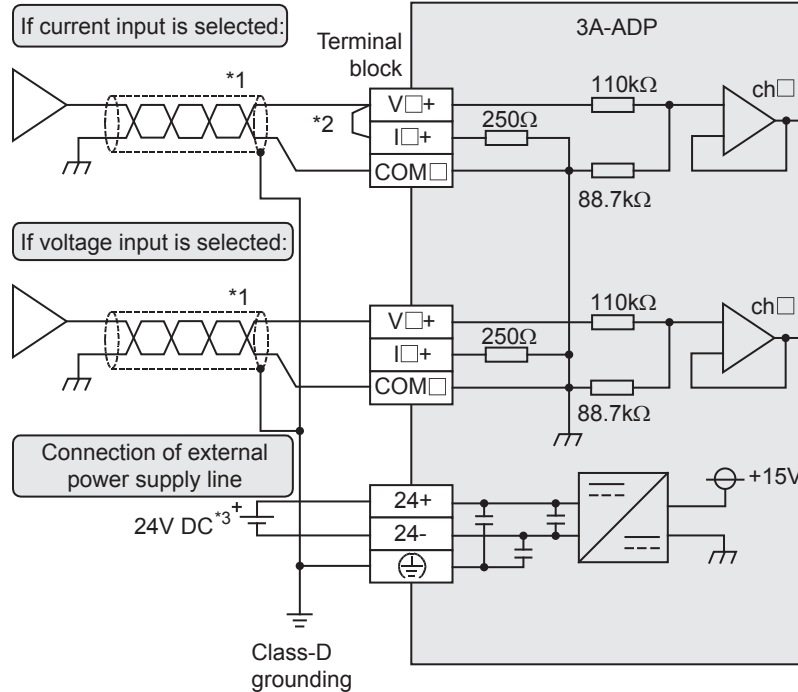 If current input is selected:
Terminal
block
3A-ADP
*1
*2
V□+
I□+
COM□
110kΩ
250Ω
88.7kΩ
ch□
If voltage input is selected:
*1
V□+
I□+
COM□
110kΩ
250Ω
88.7kΩ
ch□
Connection of external
power supply line
24V DC*3
+
24+
24-
+15V
Class-D
grounding